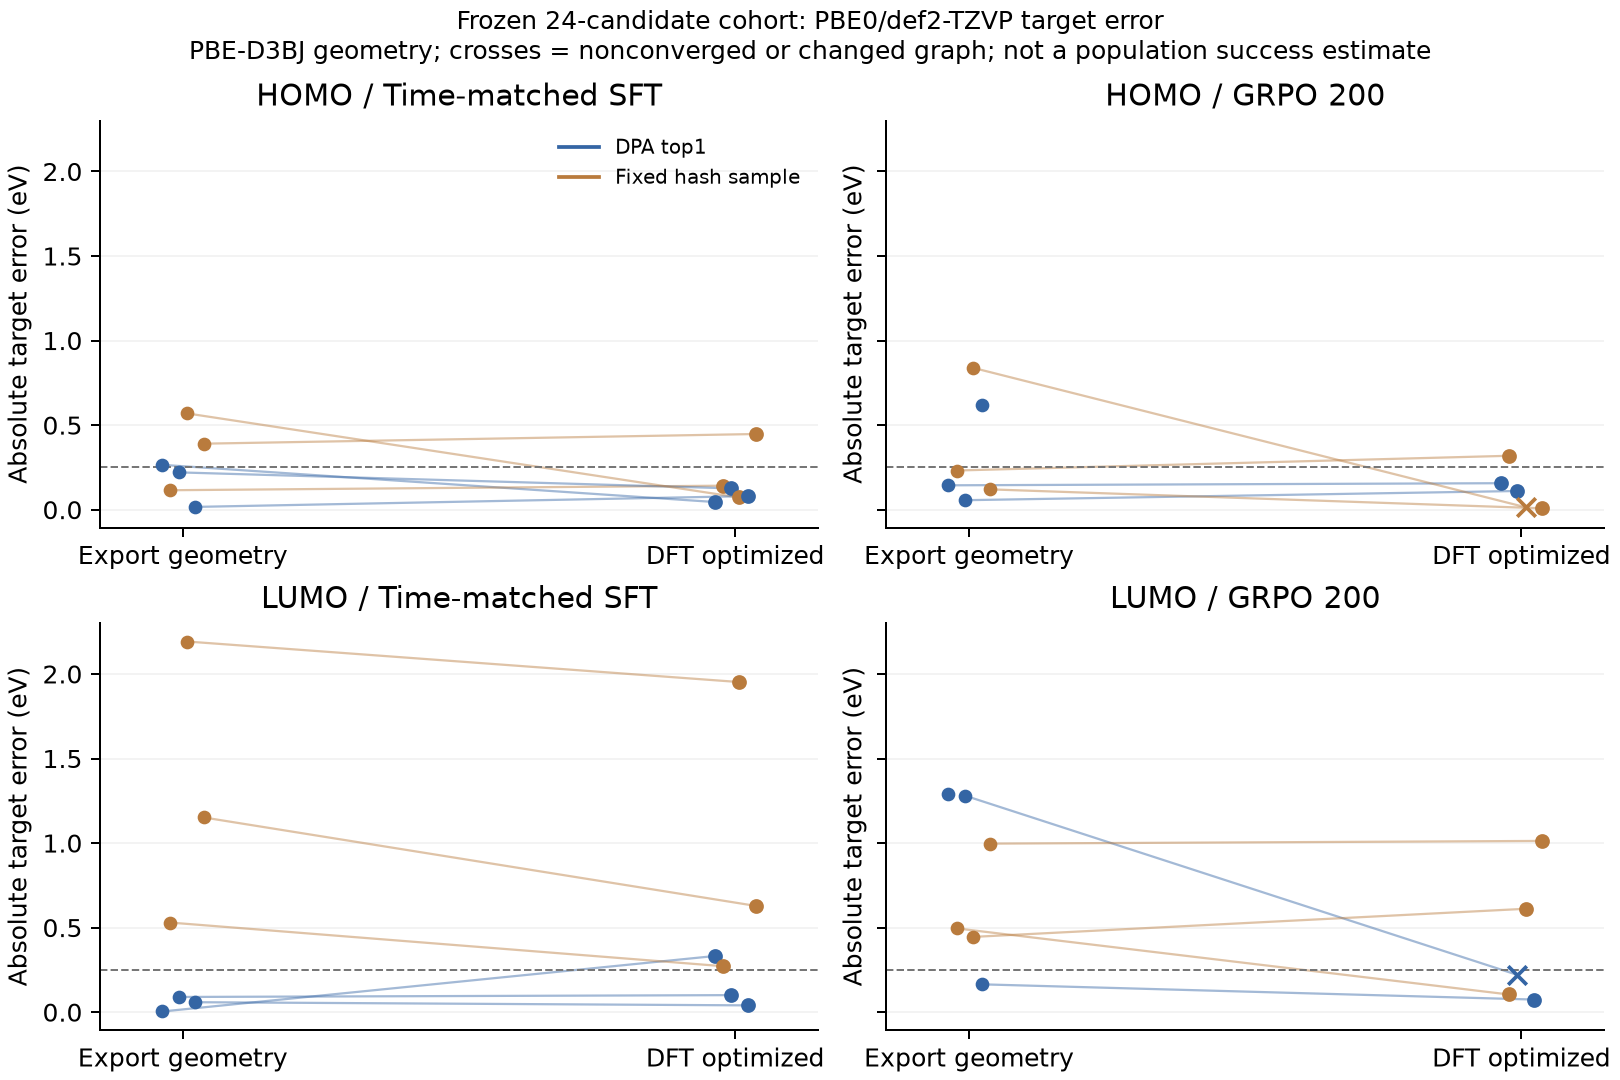 Frozen 24-candidate cohort: PBE0/def2-TZVP target error
PBE-D3BJ geometry; crosses = nonconverged or changed graph; not a population success estimate
HOMO / Time-matched SFT
Absolute target error (eV)
2.0
1.5
1.0
0.5
0.0
DPA top1
Fixed hash sample
Export geometry
DFT optimized
HOMO / GRPO 200
Absolute target error (eV)
Export geometry
DFT optimized
LUMO / Time-matched SFT
Absolute target error (eV)
2.0
1.5
1.0
0.5
0.0
Export geometry
DFT optimized
LUMO / GRPO 200
Absolute target error (eV)
Export geometry
DFT optimized